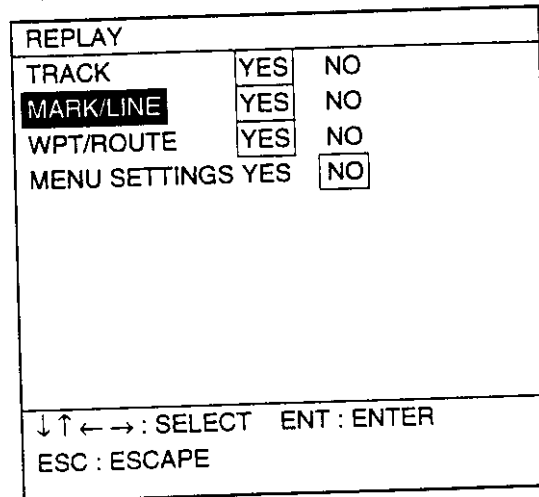 REPLAY
TRACK YES NO
MARK/LINE YES NO
WPT/ROUTE YES NO
MENU SETTINGS YES NO
↓↑←→: SELECT ENT : ENTER
ESC : ESCAPE